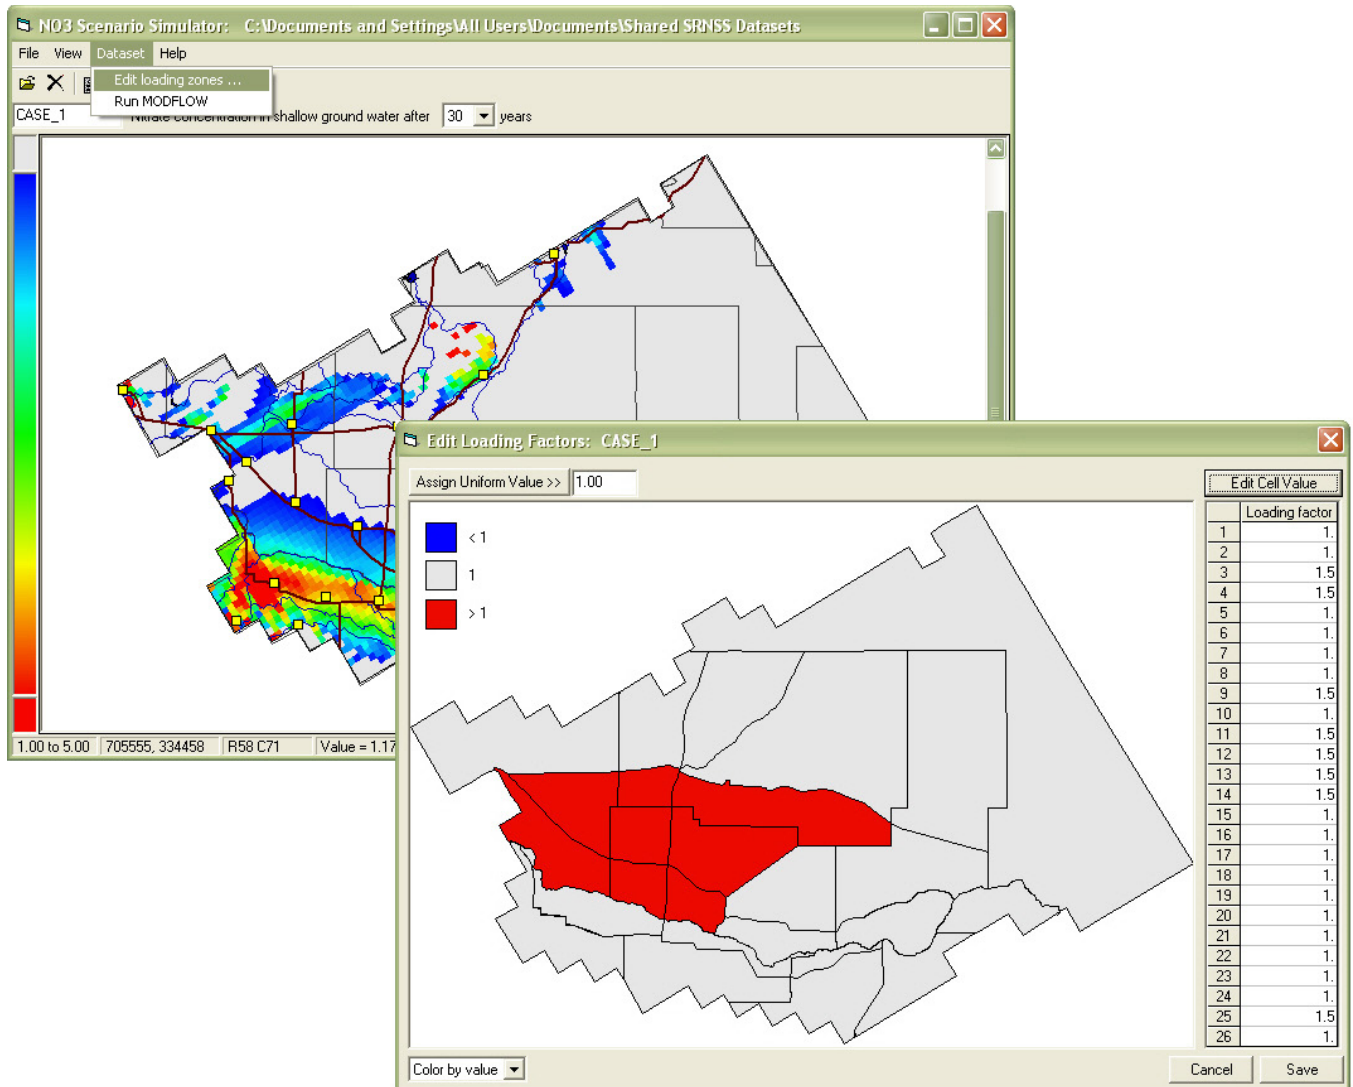 NO3 Scenario Simulator: C:\Documents and Settings\All Users\Documents\Shared SRNSS Datasets
File View Dataset Help
Edit loading zones ...
Run MODFLOW
CASE_1 Nitrate concentration in shallow ground water after 30 years
1.00 to 5.00 705555, 334458 R58 C71 Value = 1.17
Edit Loading Factors: CASE_1
Assign Uniform Value >> 1.00
Edit Cell Value
< 1
1
> 1
Loading factor
1 1.
2 1.
3 1.5
4 1.5
5 1.
6 1.
7 1.
8 1.
9 1.5
10 1.
11 1.5
12 1.5
13 1.5
14 1.5
15 1.
16 1.
17 1.
18 1.
19 1.
20 1.
21 1.
22 1.
23 1.
24 1.
25 1.5
26 1.
Color by value
Cancel Save